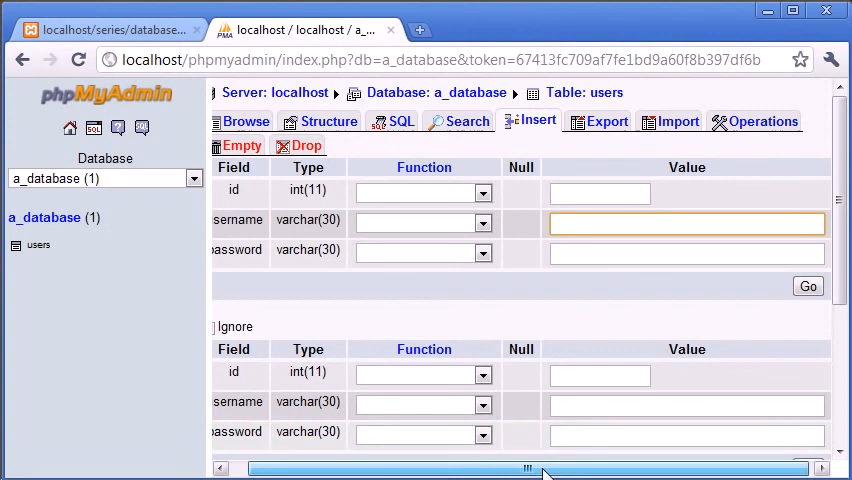 localhost/series/database...
localhost / localhost / a_...
localhost/phpmyadmin/index.php?db=a_database&token=67413fc709af7fe1bd9a60f8b397df6b
phpMyAdmin
Server: localhost Database: a_database Table: users
Browse Structure SQL Search Insert Export Import Operations
Empty Drop
Database
a_database (1)
a_database (1)
users
Field Type Function Null Value
id int(11)
sername varchar(30)
password varchar(30)
Go
Ignore
Field Type Function Null Value
id int(11)
sername varchar(30)
password varchar(30)